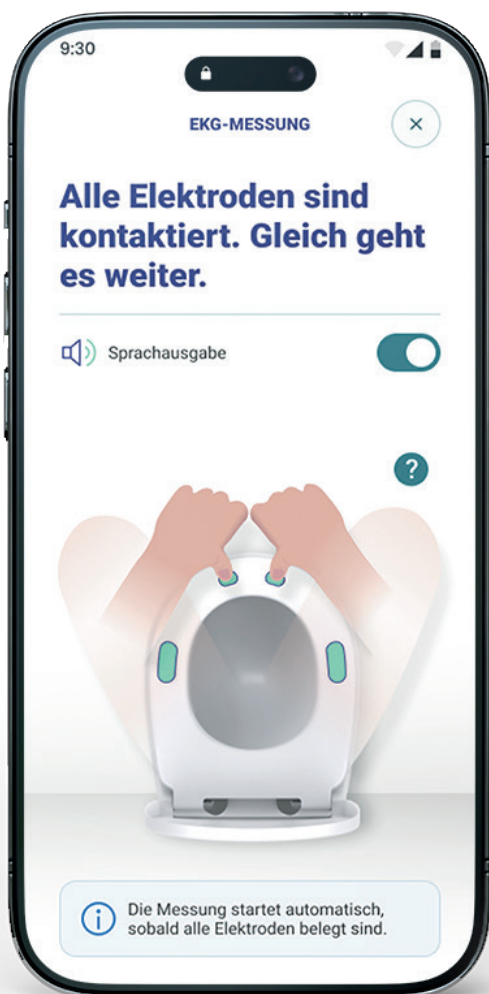 9:30
EKG-MESSUNG
Alle Elektroden sind
kontaktiert. Gleich geht
es weiter.
Sprachausgabe
?
Die Messung startet automatisch,
sobald alle Elektroden belegt sind.